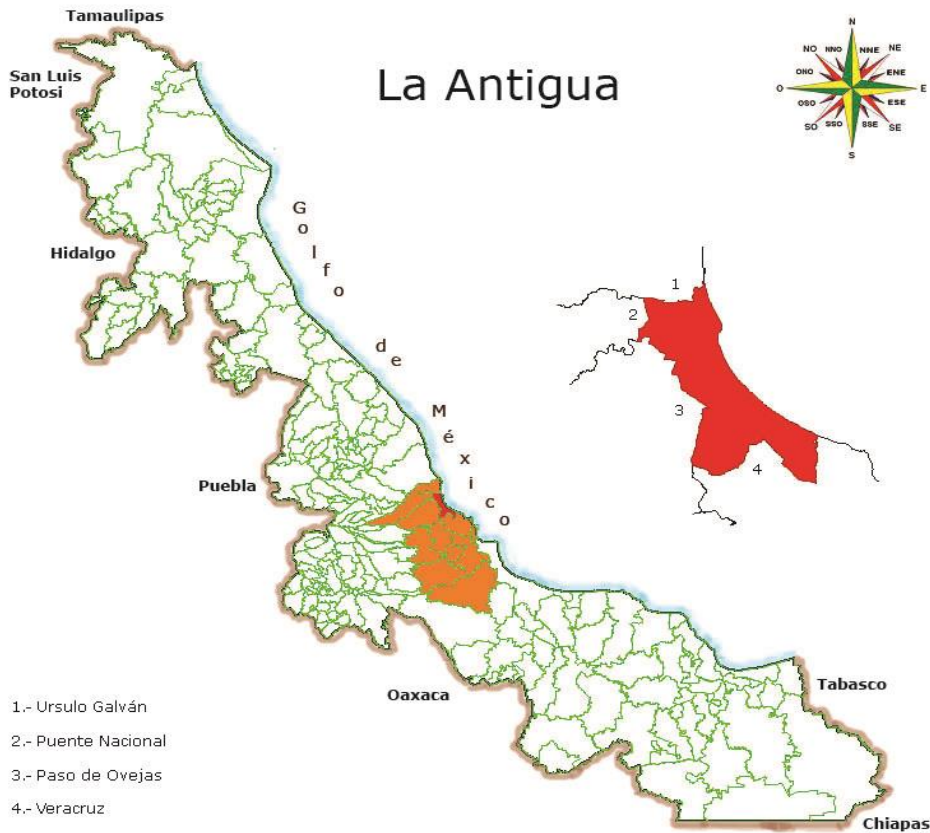 Tamaulipas
San Luis
Potosi
La Antigua
N
NNO
NNE
NO
NE
ONO
ENE
O
E
OSO
ESE
SO
SSO
SSE
SE
S
Golfo de México
Hidalgo
1
2
3
4
Puebla
Oaxaca
Tabasco
Chiapas
1.- Ursulo Galván
2.- Puente Nacional
3.- Paso de Ovejas
4.- Veracruz